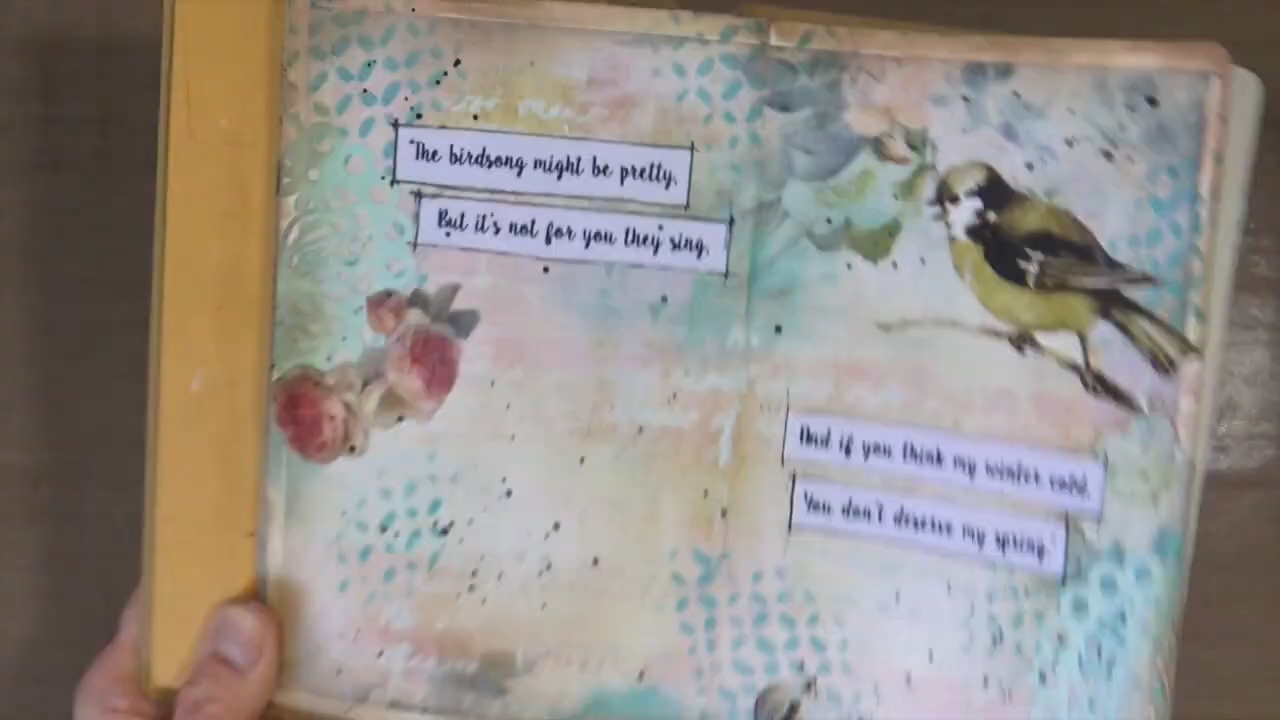 The birdsong might be pretty,
But it's not for you they sing,
And if you think my winter cold,
You don't deserve my spring.